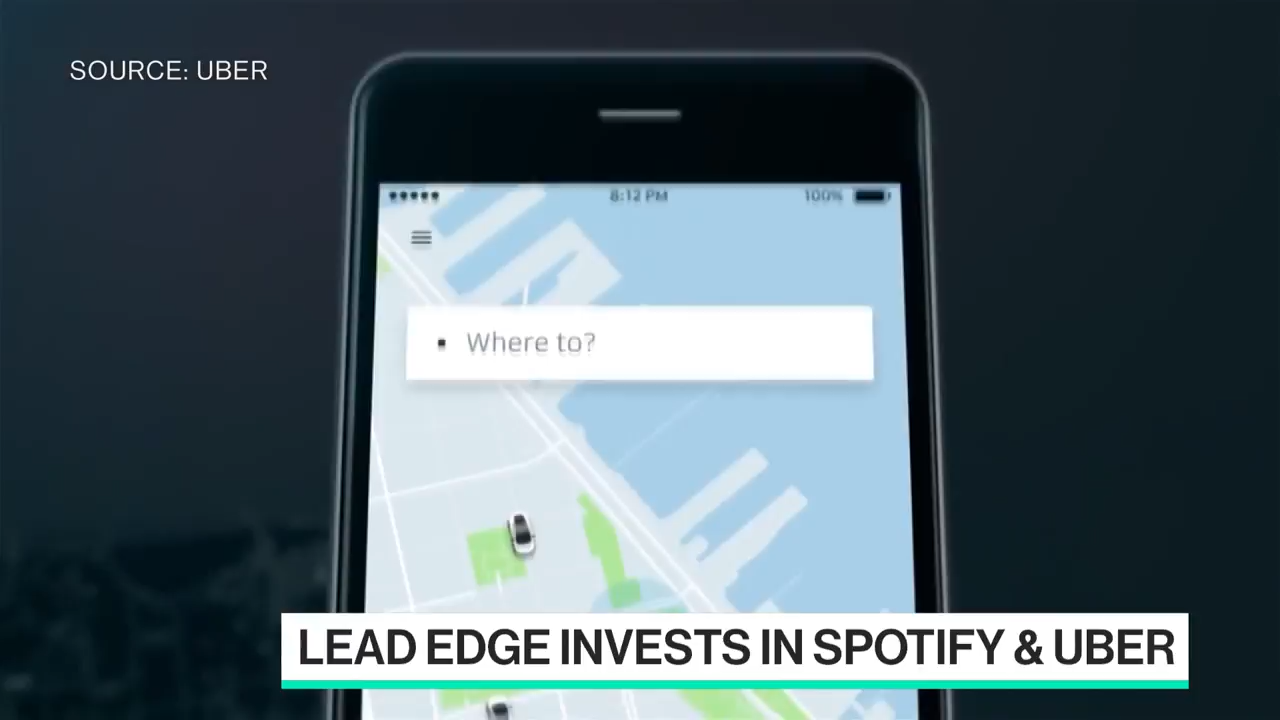 SOURCE: UBER
8:12 PM
100%
Where to?
LEAD EDGE INVESTS IN SPOTIFY & UBER